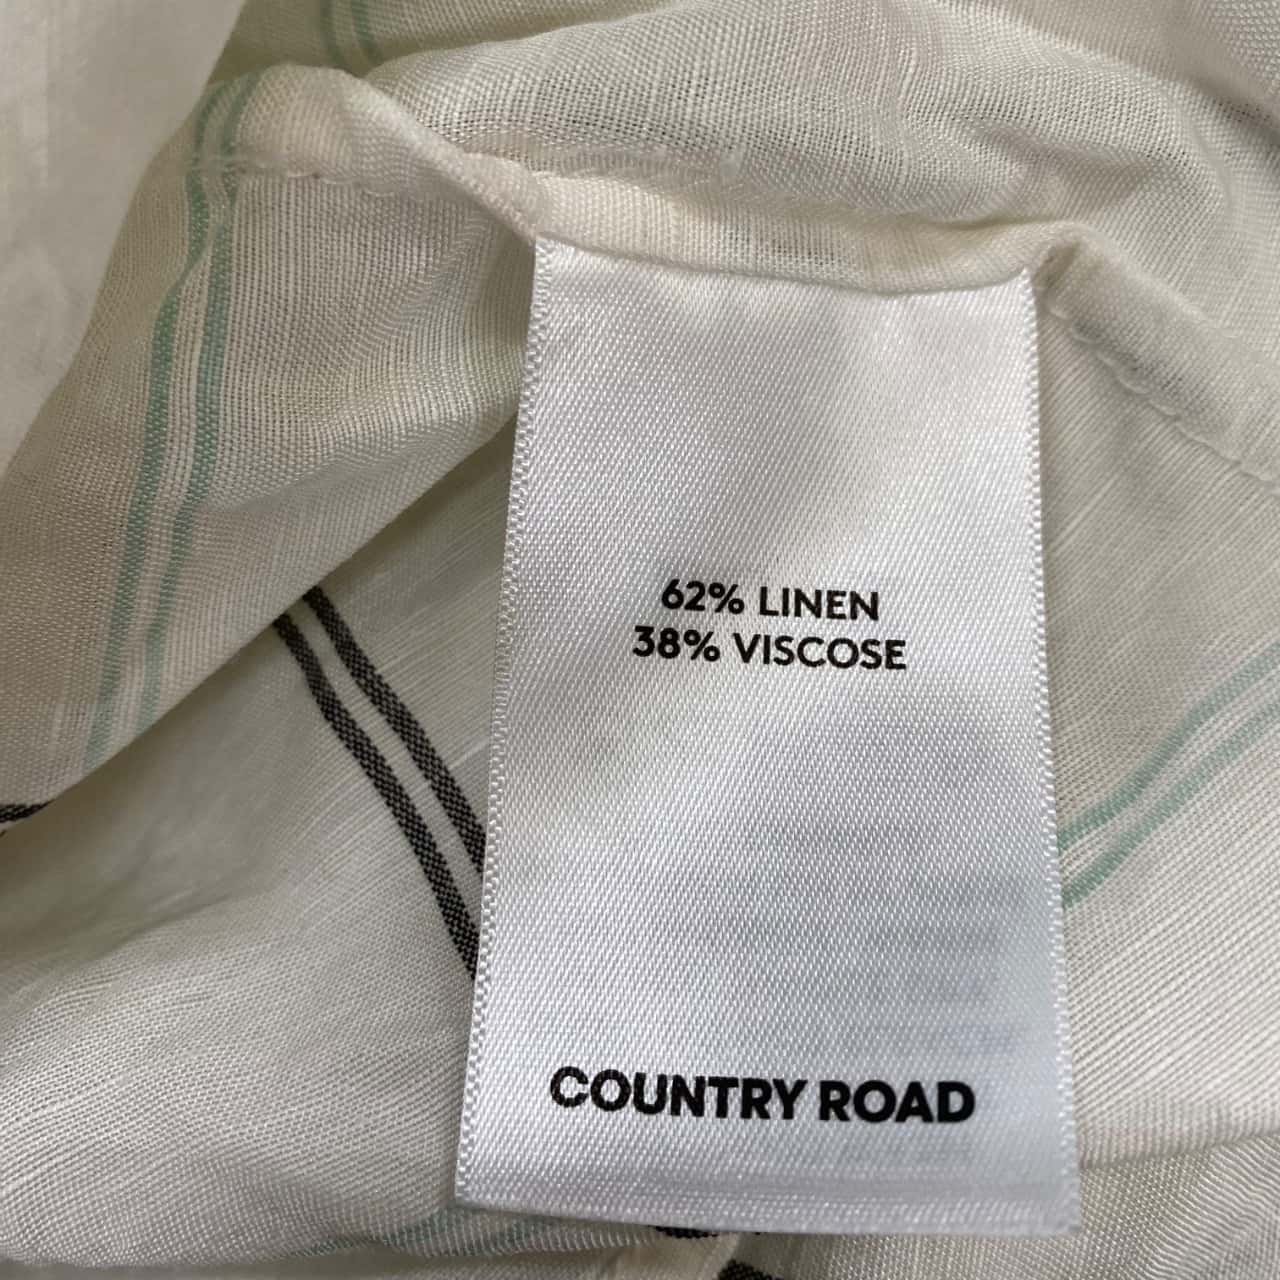 62% LINEN
38% VISCOSE
COUNTRY ROAD